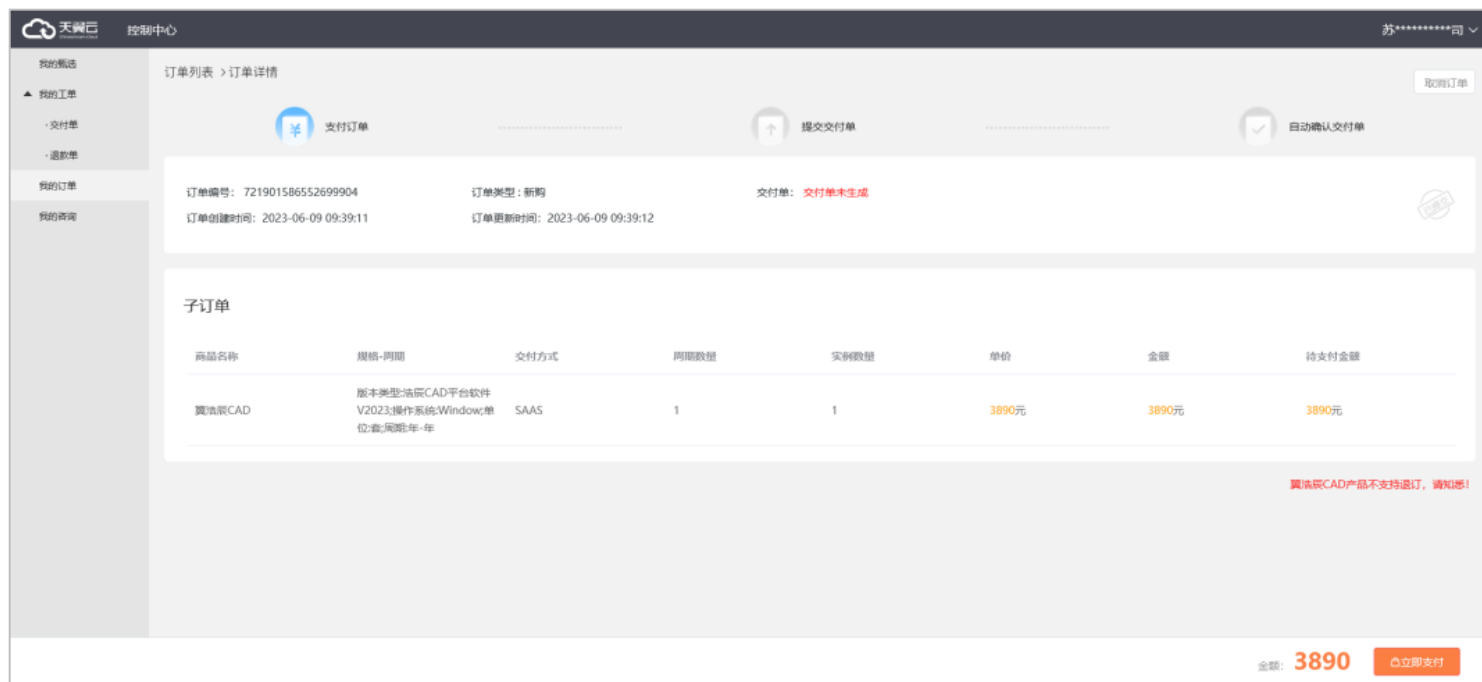 天翼云 控制中心 苏**********司
我的甄选
我的工单
·交付单
·退款单
我的订单
我的咨询
订单列表 >订单详情
取消订单
支付订单 提交交付单 自动确认交付单
订单编号: 721901586552699904 订单类型 : 新购 交付单: 交付单未生成
订单创建时间: 2023-06-09 09:39:11 订单更新时间: 2023-06-09 09:39:12
子订单
商品名称 规格-周期 交付方式 周期数量 实例数量 单价 金额 待支付金额
版本类型:浩辰CAD平台软件
翼浩辰CAD V2023;操作系统:Window;单 SAAS 1 1 3890元 3890元 3890元
位:套;周期:年-年
翼浩辰CAD产品不支持退订，请知悉!
金额: 3890 立即支付